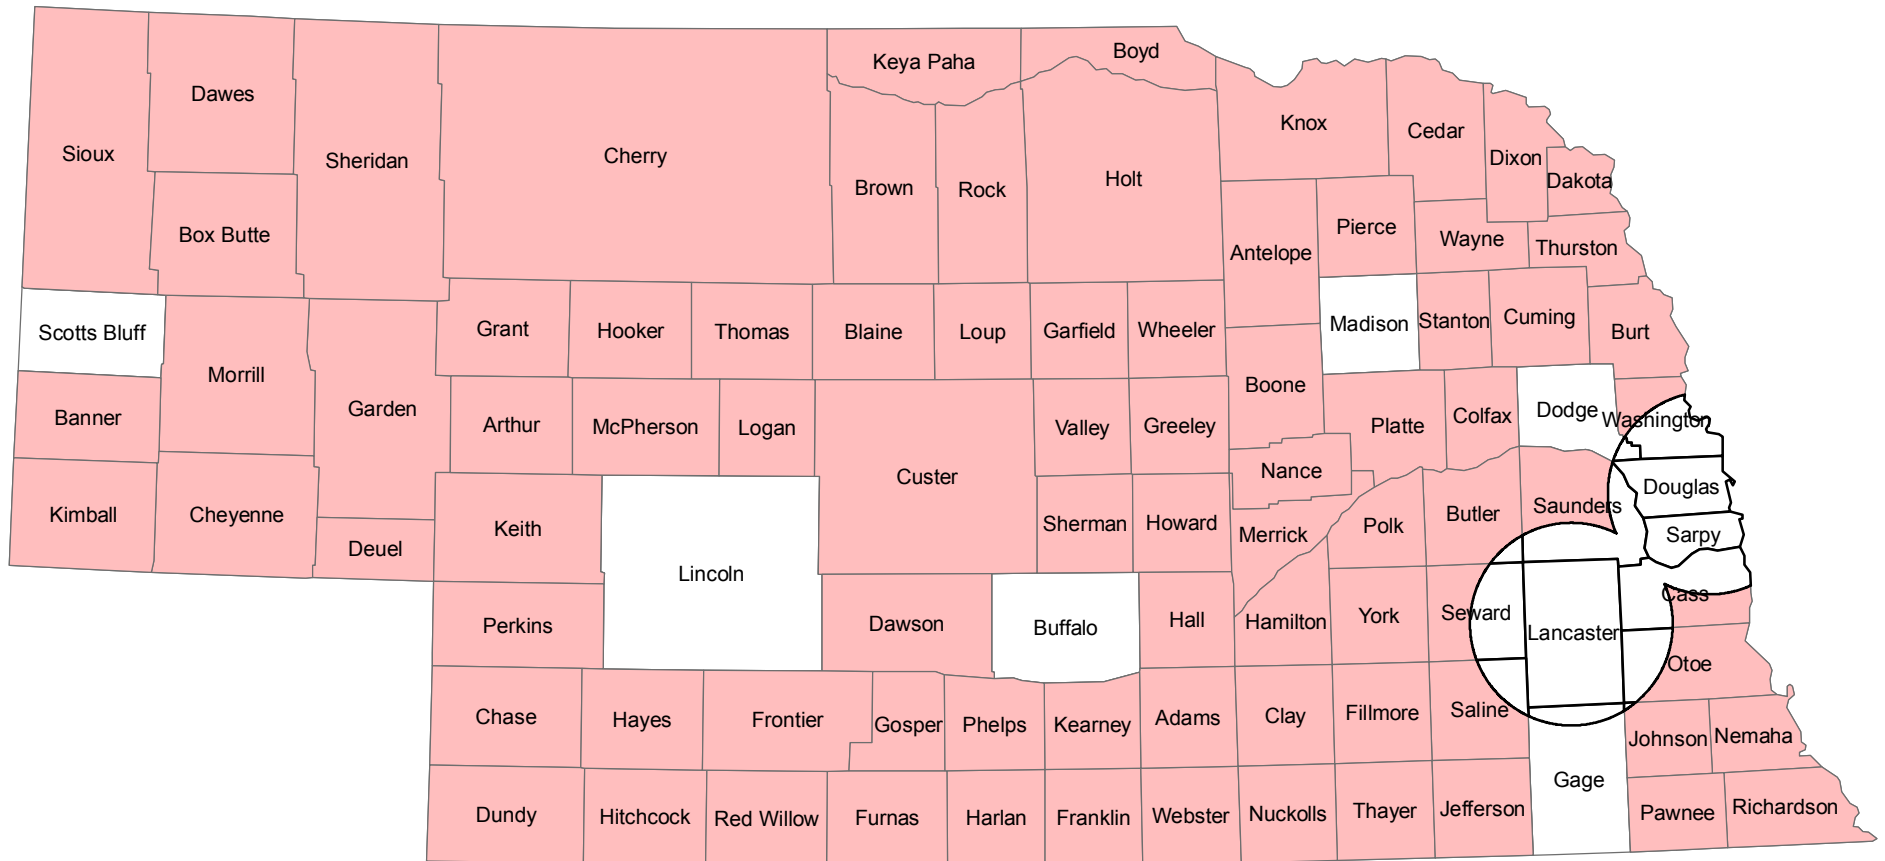 Keya Paha
Boyd
Dawes
Knox
Cedar
Sioux
Sheridan
Cherry
Dixon
Brown
Rock
Holt
Dakota
Box Butte
Pierce
Wayne
Antelope
Thurston
Scotts Bluff
Grant
Hooker
Thomas
Blaine
Loup
Garfield
Wheeler
Madison
Stanton
Cuming
Burt
Morrill
Boone
Banner
Garden
Arthur
McPherson
Logan
Valley
Greeley
Platte
Colfax
Dodge
Washington
Custer
Nance
Kimball
Cheyenne
Keith
Sherman
Howard
Merrick
Polk
Butler
Saunders
Douglas
Deuel
Sarpy
Lincoln
Cass
Perkins
Dawson
Buffalo
Hall
Hamilton
York
Seward
Lancaster
Otoe
Chase
Hayes
Frontier
Gosper
Phelps
Kearney
Adams
Clay
Fillmore
Saline
Johnson
Nemaha
Gage
Dundy
Hitchcock
Red Willow
Furnas
Harlan
Franklin
Webster
Nuckolls
Thayer
Jefferson
Pawnee
Richardson